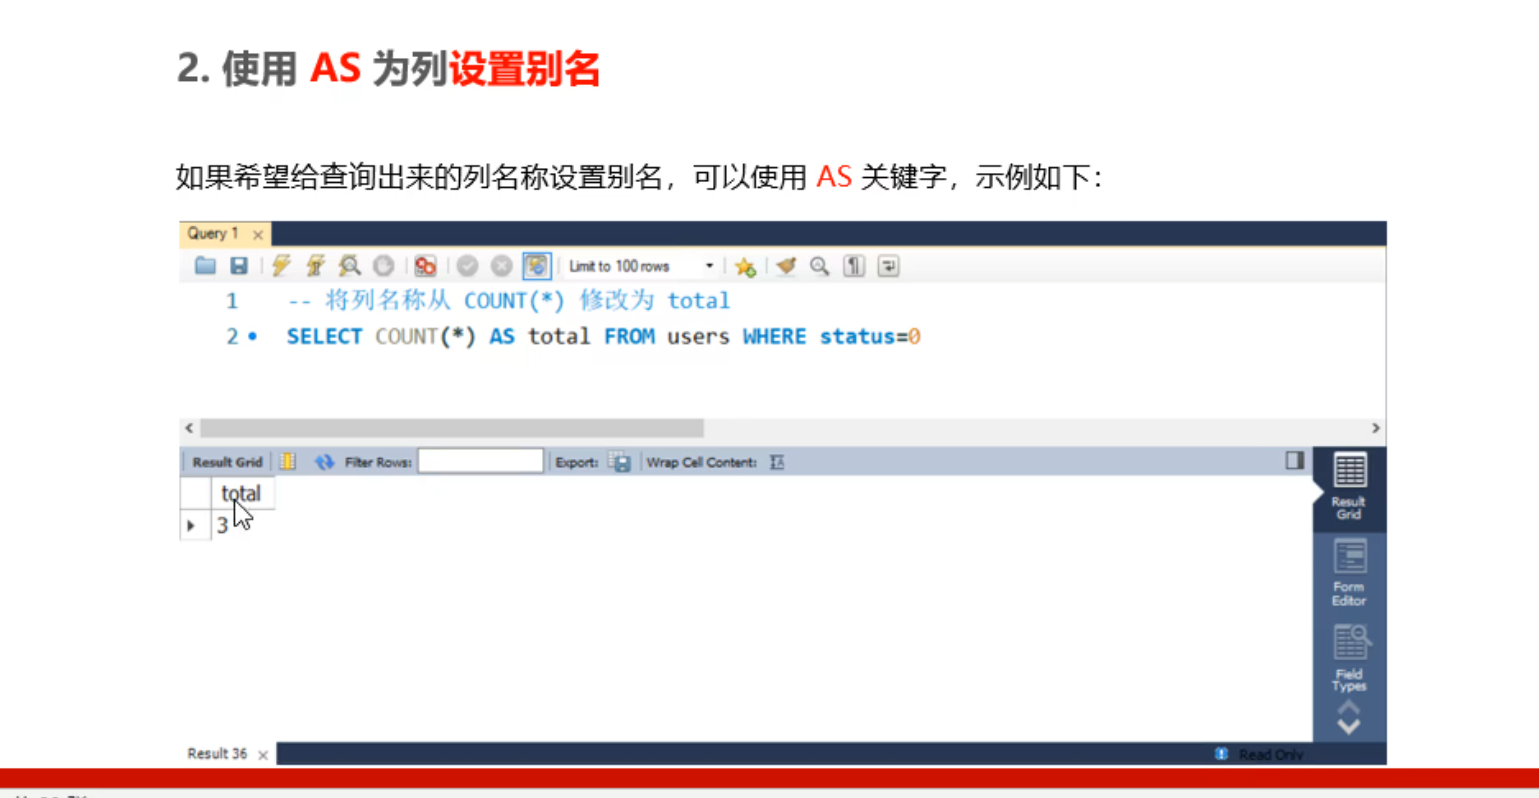 2. 使用 AS 为列设置别名
如果希望给查询出来的列名称设置别名，可以使用 AS 关键字，示例如下：
Query 1
Limit to 100 rows
1 -- 将列名称从 COUNT(*) 修改为 total
2 SELECT COUNT(*) AS total FROM users WHERE status=0
Result Grid Filter Rows: Export: Wrap Cell Content:
total
3
Result
Grid
Form
Editor
Field
Types
Result 36
Read Only